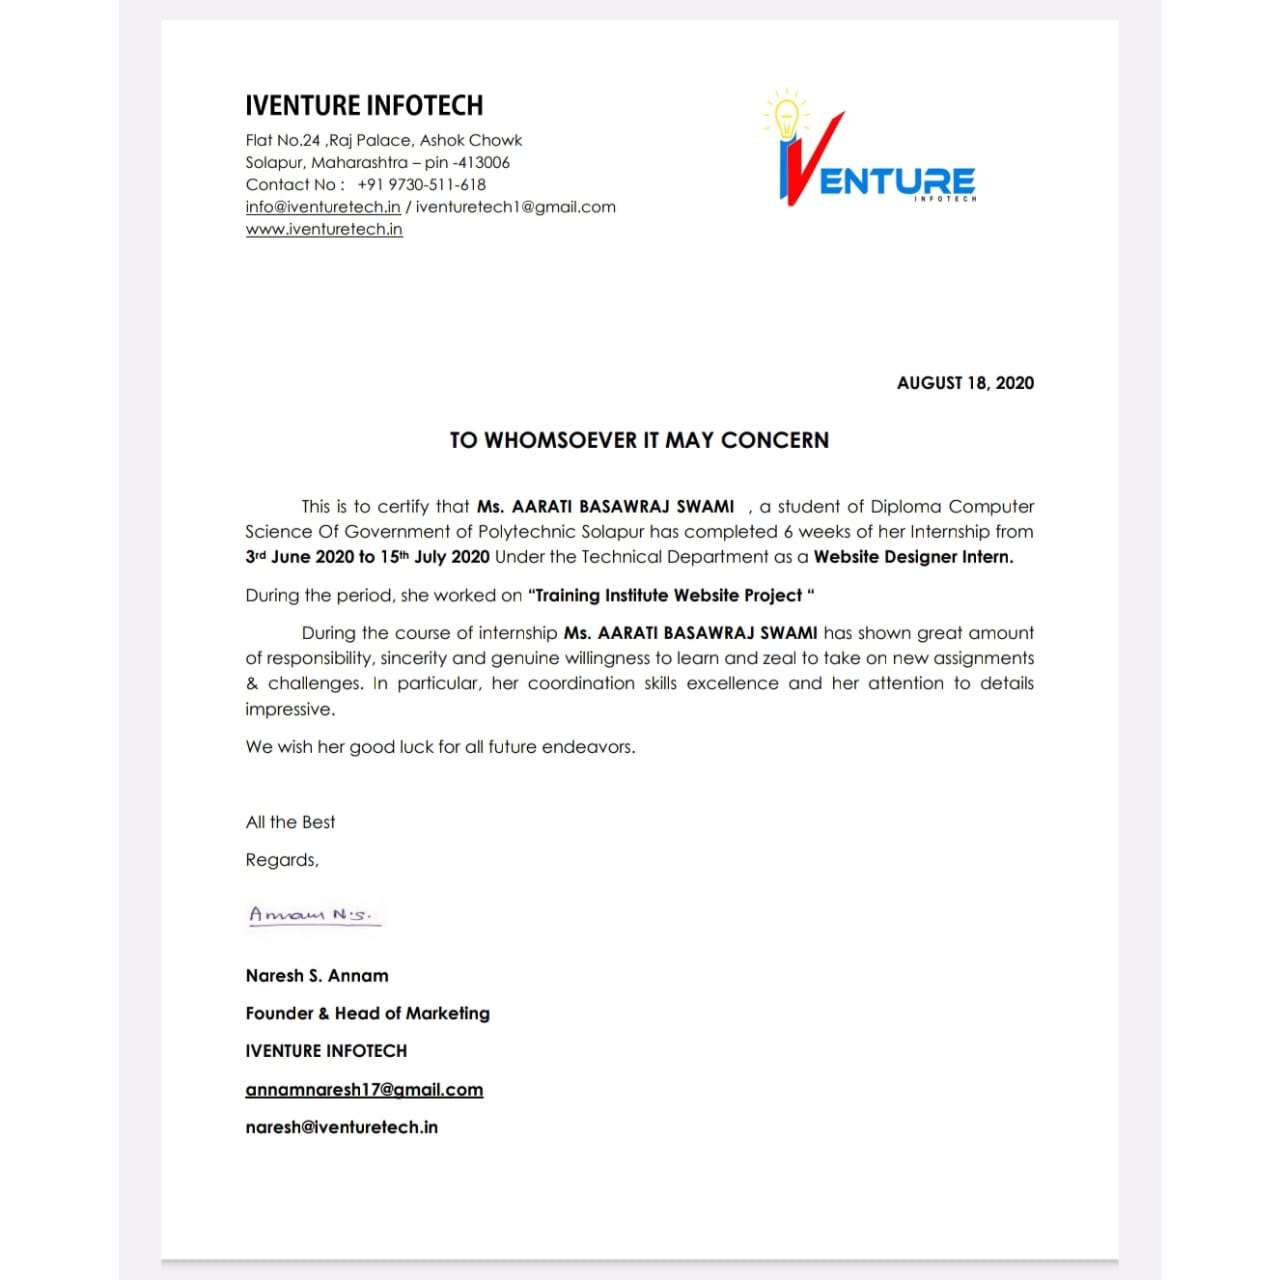 IVENTURE INFOTECH
Flat No.24 ,Raj Palace, Ashok Chowk
Solapur, Maharashtra – pin -413006
Contact No : +91 9730-511-618
info@iventuretech.in / iventuretech1@gmail.com
www.iventuretech.in
IVENTURE
INFOTECH
AUGUST 18, 2020
TO WHOMSOEVER IT MAY CONCERN
This is to certify that Ms. AARATI BASAWRAJ SWAMI , a student of Diploma Computer
Science Of Government of Polytechnic Solapur has completed 6 weeks of her Internship from
3rd June 2020 to 15th July 2020 Under the Technical Department as a Website Designer Intern.
During the period, she worked on “Training Institute Website Project “
During the course of internship Ms. AARATI BASAWRAJ SWAMI has shown great amount
of responsibility, sincerity and genuine willingness to learn and zeal to take on new assignments
& challenges. In particular, her coordination skills excellence and her attention to details
impressive.
We wish her good luck for all future endeavors.
All the Best
Regards,
Annam N.S.
Naresh S. Annam
Founder & Head of Marketing
IVENTURE INFOTECH
annamnaresh17@gmail.com
naresh@iventuretech.in